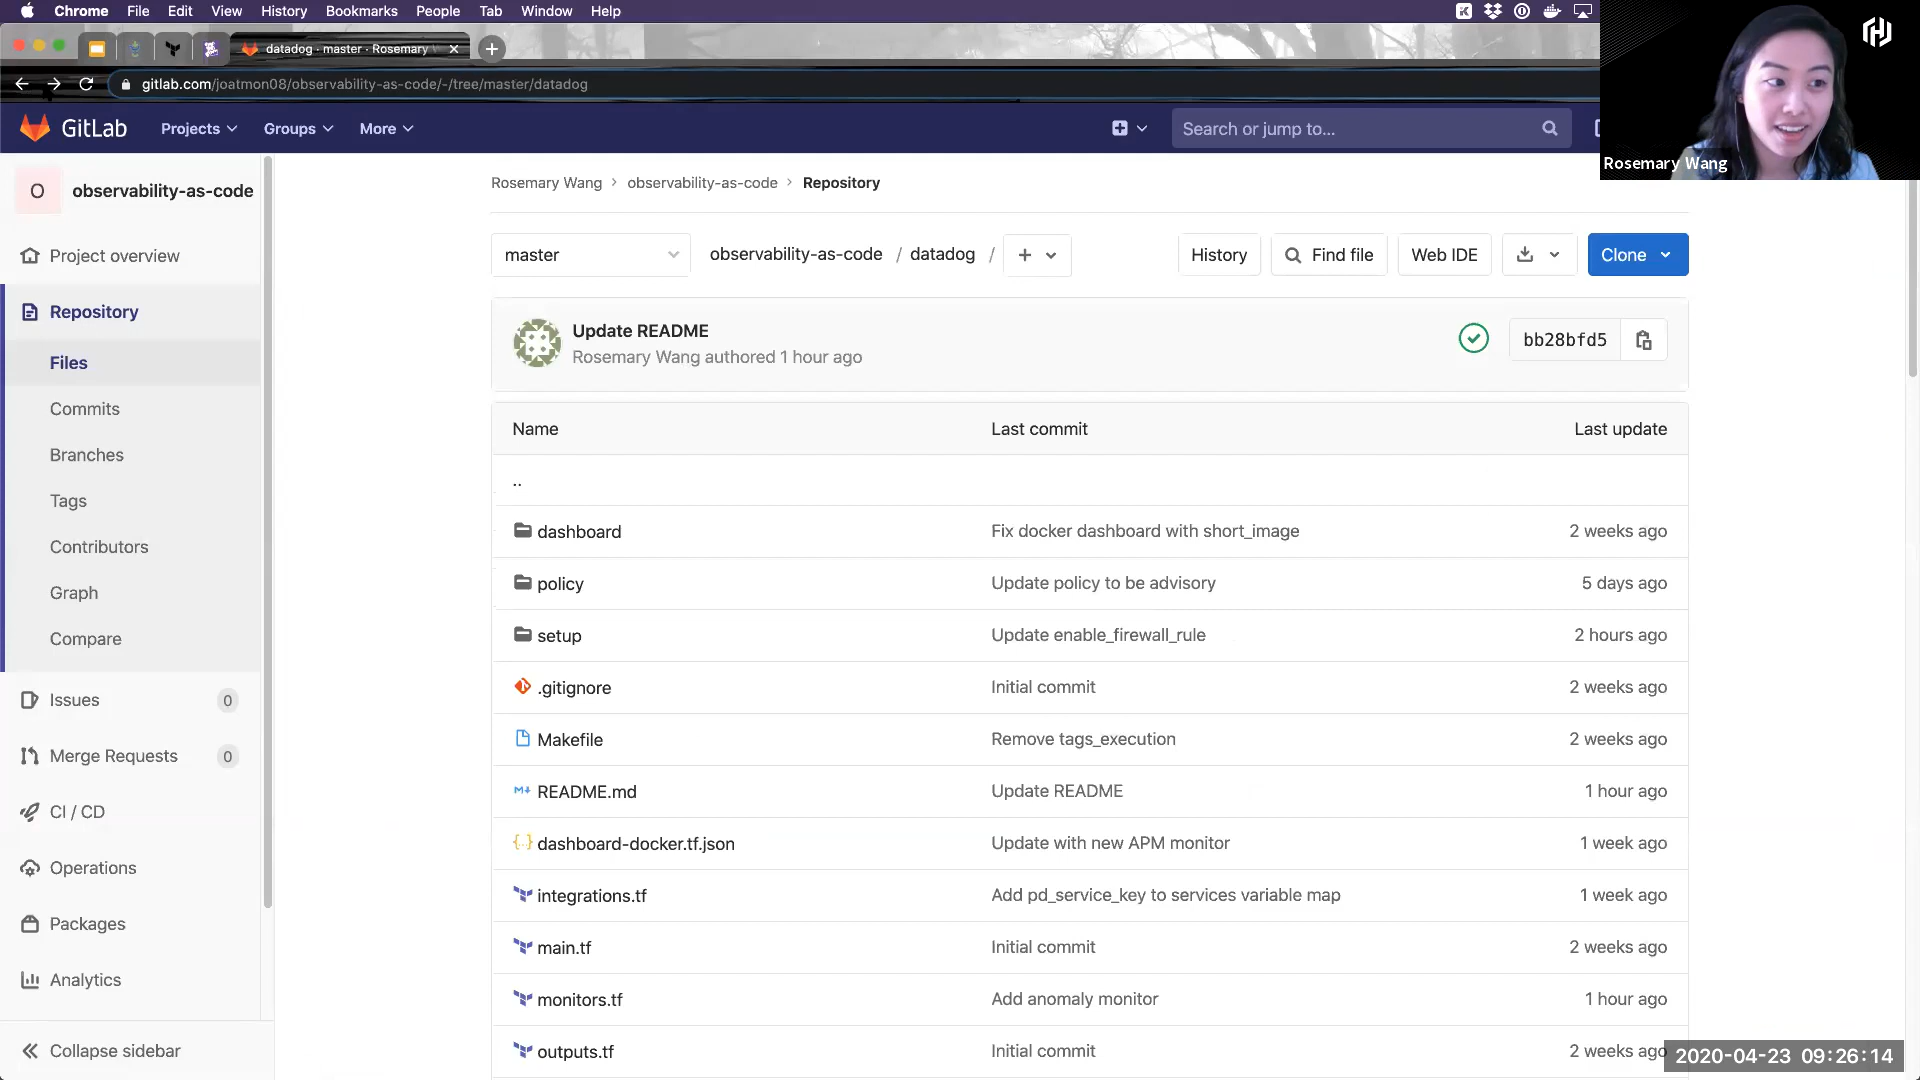 Chrome File Edit View History Bookmarks People Tab Window Help
datadog · master · Rosemary
gitlab.com/joatmon08/observability-as-code/-/tree/master/datadog
GitLab Projects Groups More Search or jump to...
Rosemary Wang
O observability-as-code
Project overview
Repository
Files
Commits
Branches
Tags
Contributors
Graph
Compare
Issues 0
Merge Requests 0
CI / CD
Operations
Packages
Analytics
Collapse sidebar
Rosemary Wang › observability-as-code › Repository
master observability-as-code / datadog / + History Find file Web IDE Clone
Update README
Rosemary Wang authored 1 hour ago
bb28bfd5
Name Last commit Last update
..
dashboard Fix docker dashboard with short_image 2 weeks ago
policy Update policy to be advisory 5 days ago
setup Update enable_firewall_rule 2 hours ago
.gitignore Initial commit 2 weeks ago
Makefile Remove tags_execution 2 weeks ago
README.md Update README 1 hour ago
dashboard-docker.tf.json Update with new APM monitor 1 week ago
integrations.tf Add pd_service_key to services variable map 1 week ago
main.tf Initial commit 2 weeks ago
monitors.tf Add anomaly monitor 1 hour ago
outputs.tf Initial commit 2 weeks ago
2020-04-23 09:26:14